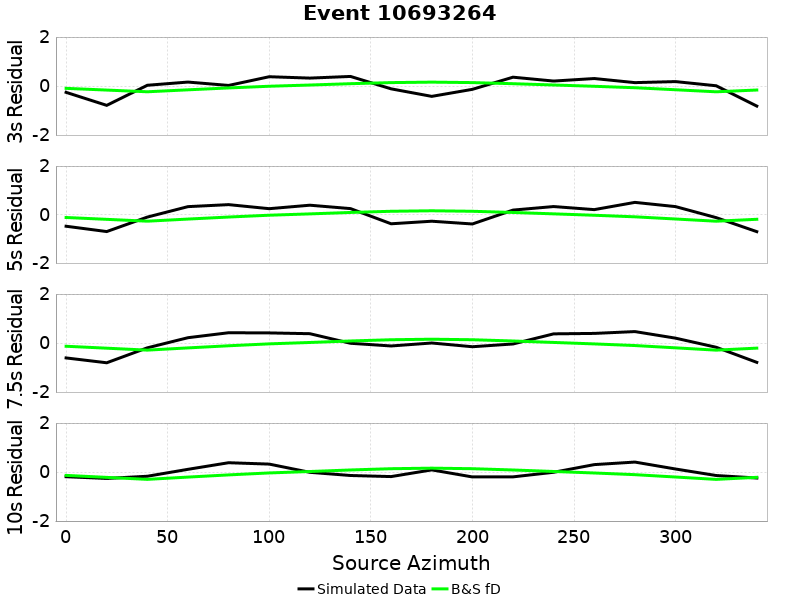 Event 10693264
3s Residual
2
0
-2
5s Residual
2
0
-2
7.5s Residual
2
0
-2
10s Residual
2
0
-2
0 50 100 150 200 250 300
Source Azimuth
Simulated Data B&S fD